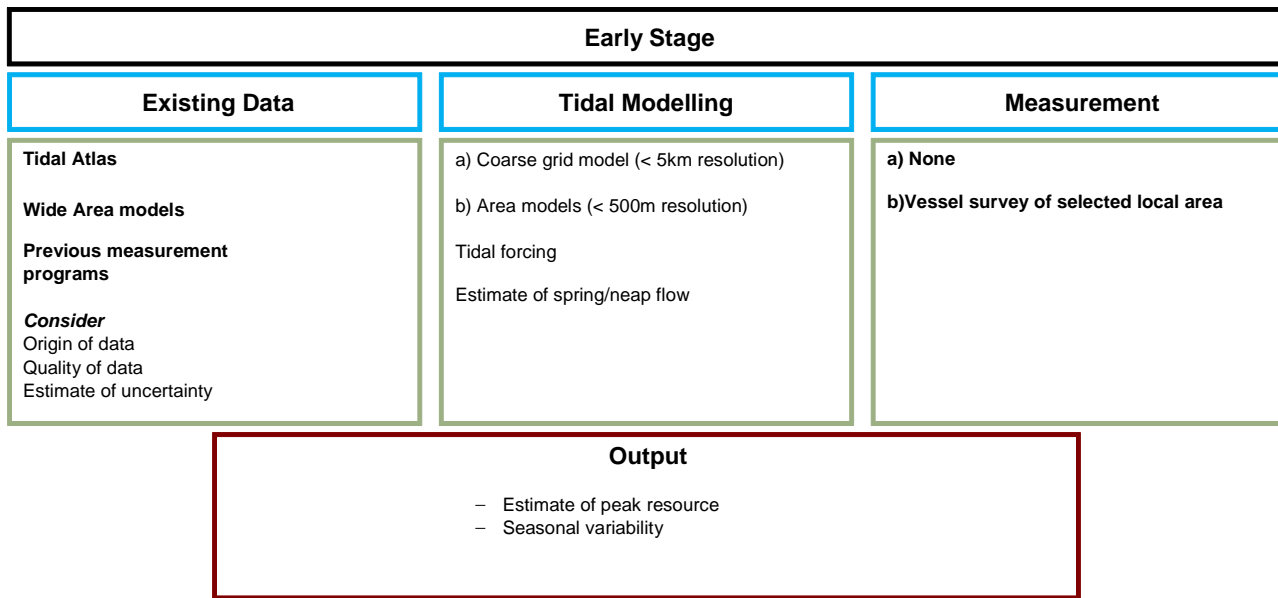 Early Stage
Existing Data
Tidal Modelling
Measurement
Tidal Atlas
Wide Area models
Previous measurement
programs
Consider
Origin of data
Quality of data
Estimate of uncertainty
a) Coarse grid model (< 5km resolution)
b) Area models (< 500m resolution)
Tidal forcing
Estimate of spring/neap flow
a) None
b)Vessel survey of selected local area
Output
– Estimate of peak resource
– Seasonal variability